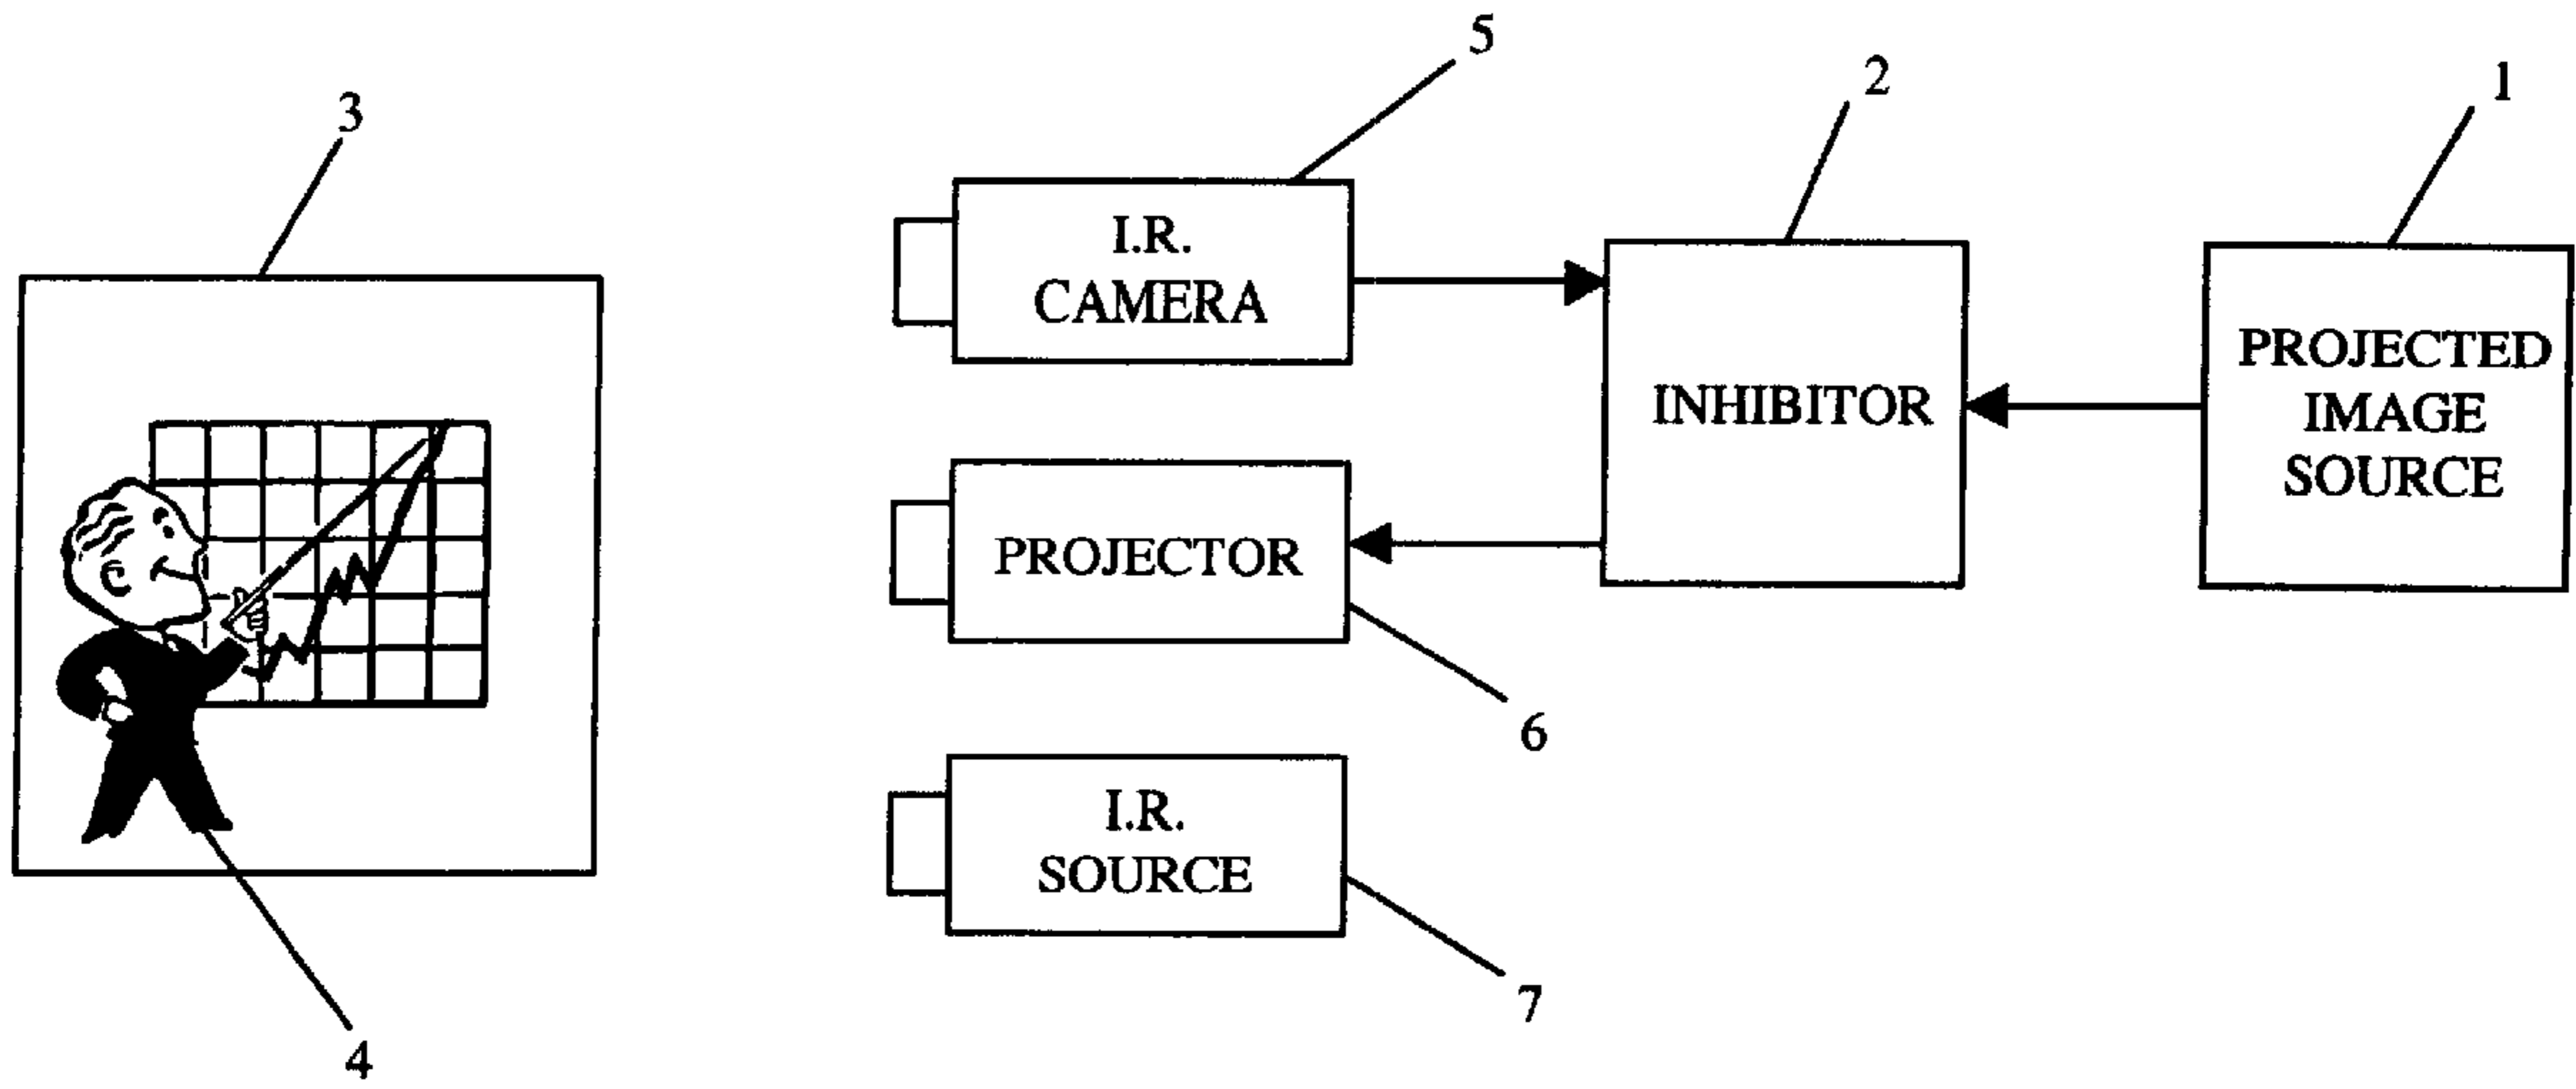 5
2
1
3
I.R.
CAMERA
INHIBITOR
PROJECTED
IMAGE
SOURCE
PROJECTOR
6
I.R.
SOURCE
7
4